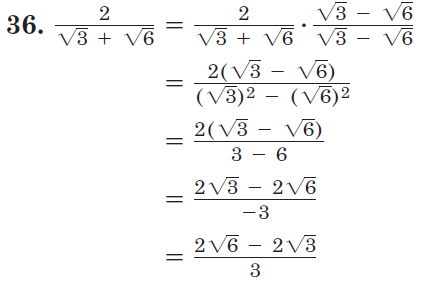 36. 2/(√3 + √6) = 2/(√3 + √6) · (√3 − √6)/(√3 − √6)
= 2(√3 − √6)/((√3)² − (√6)²)
= 2(√3 − √6)/(3 − 6)
= (2√3 − 2√6)/(−3)
= (2√6 − 2√3)/3